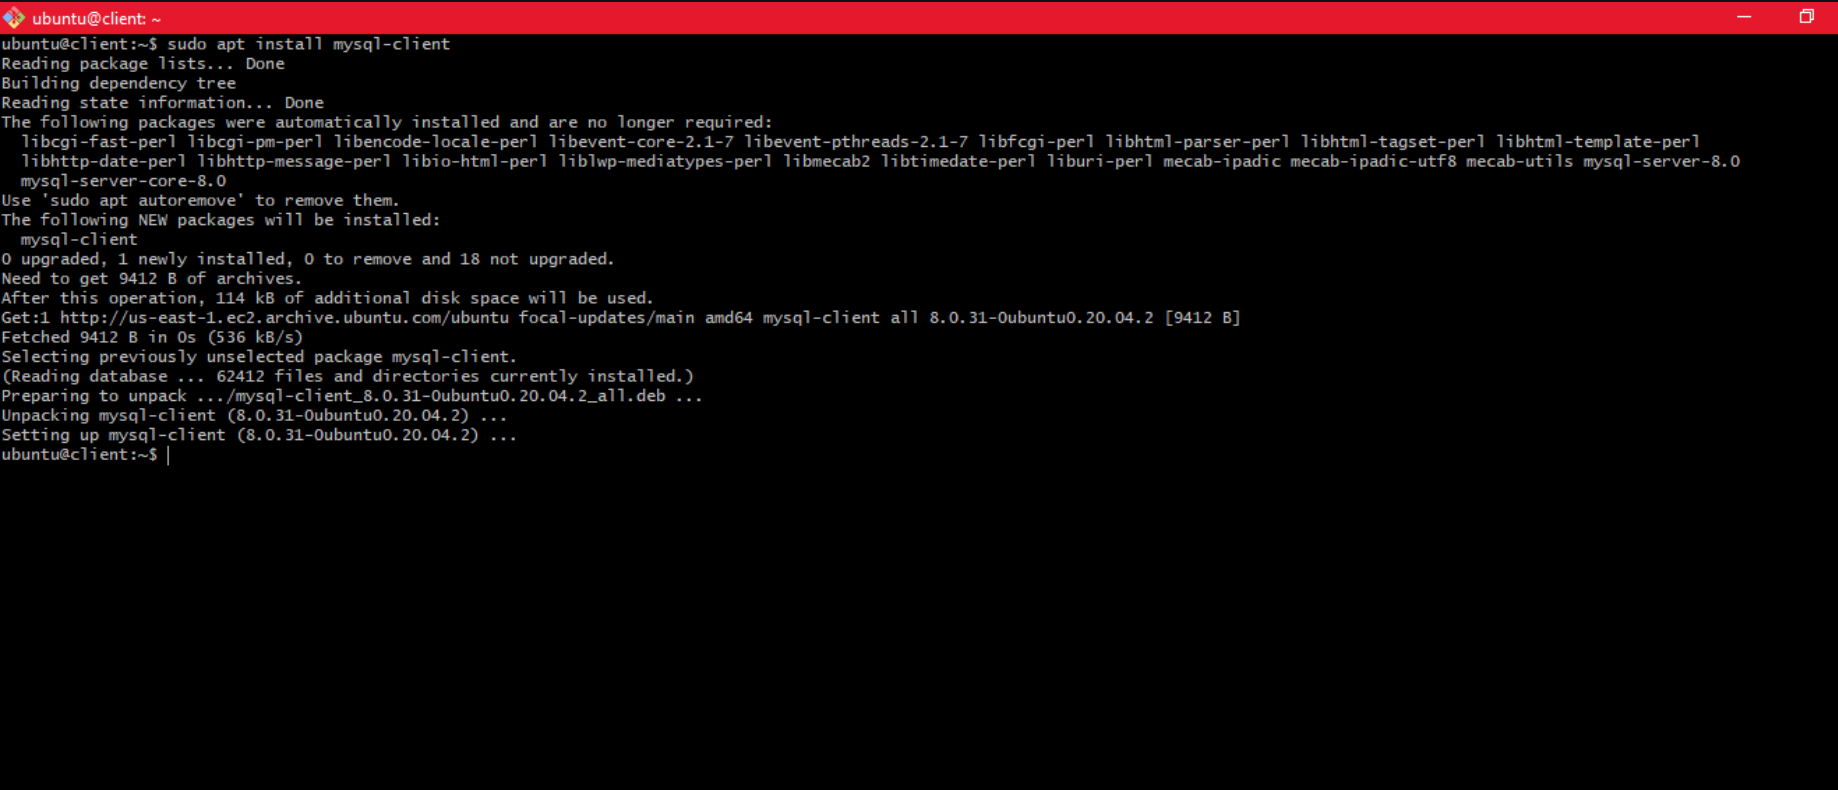 ubuntu@client: ~
ubuntu@client:~$ sudo apt install mysql-client
Reading package lists... Done
Building dependency tree
Reading state information... Done
The following packages were automatically installed and are no longer required:
  libcgi-fast-perl libcgi-pm-perl libencode-locale-perl libevent-core-2.1-7 libevent-pthreads-2.1-7 libfcgi-perl libhtml-parser-perl libhtml-tagset-perl libhtml-template-perl
  libhttp-date-perl libhttp-message-perl libio-html-perl liblwp-mediatypes-perl libmecab2 libtimedate-perl liburi-perl mecab-ipadic mecab-ipadic-utf8 mecab-utils mysql-server-8.0
  mysql-server-core-8.0
Use 'sudo apt autoremove' to remove them.
The following NEW packages will be installed:
  mysql-client
0 upgraded, 1 newly installed, 0 to remove and 18 not upgraded.
Need to get 9412 B of archives.
After this operation, 114 kB of additional disk space will be used.
Get:1 http://us-east-1.ec2.archive.ubuntu.com/ubuntu focal-updates/main amd64 mysql-client all 8.0.31-0ubuntu0.20.04.2 [9412 B]
Fetched 9412 B in 0s (536 kB/s)
Selecting previously unselected package mysql-client.
(Reading database ... 62412 files and directories currently installed.)
Preparing to unpack .../mysql-client_8.0.31-0ubuntu0.20.04.2_all.deb ...
Unpacking mysql-client (8.0.31-0ubuntu0.20.04.2) ...
Setting up mysql-client (8.0.31-0ubuntu0.20.04.2) ...
ubuntu@client:~$